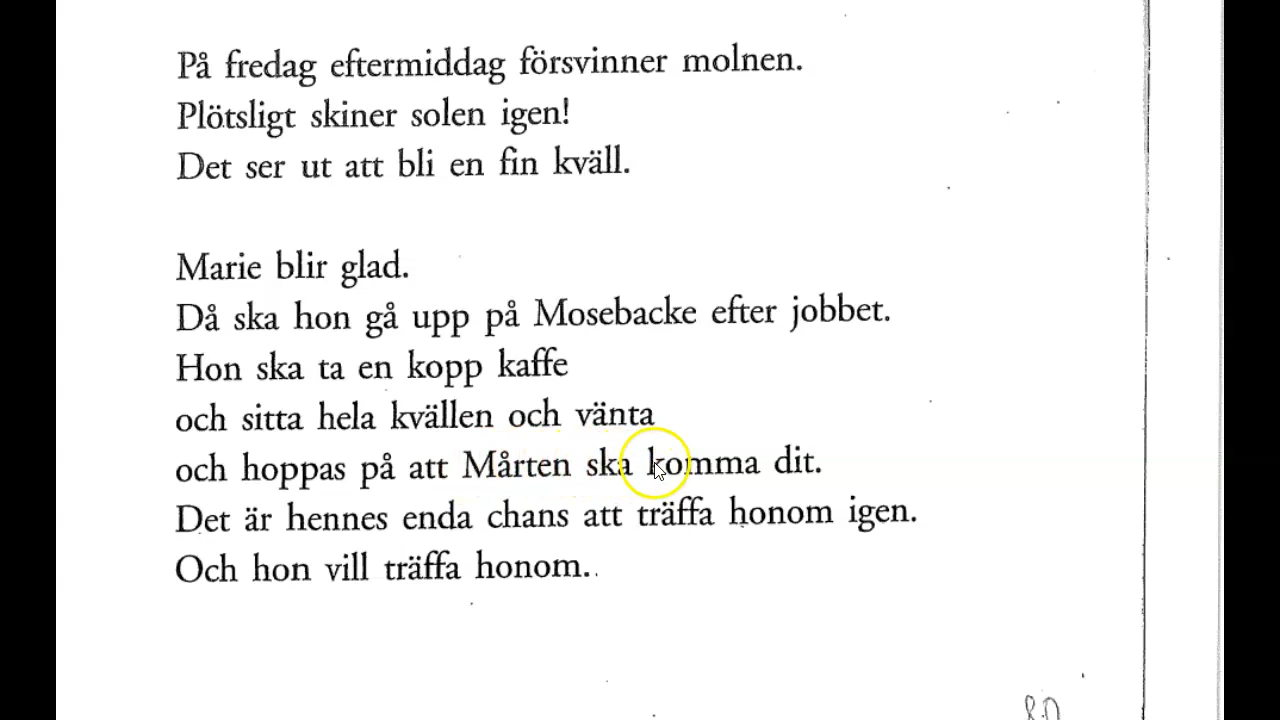 På fredag eftermiddag försvinner molnen.
Plötsligt skiner solen igen!
Det ser ut att bli en fin kväll.
Marie blir glad.
Då ska hon gå upp på Mosebacke efter jobbet.
Hon ska ta en kopp kaffe
och sitta hela kvällen och vänta
och hoppas på att Mårten ska komma dit.
Det är hennes enda chans att träffa honom igen.
Och hon vill träffa honom.